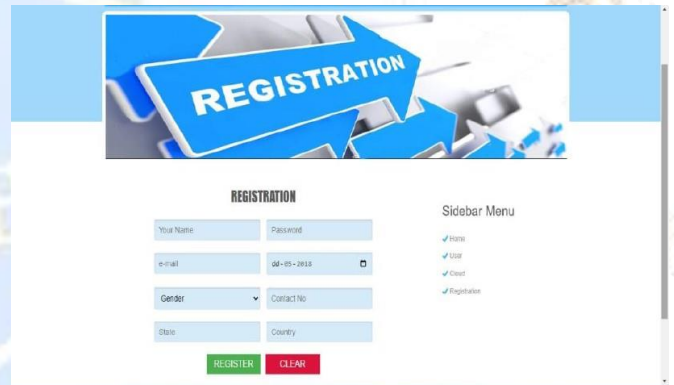 REGISTRATION
REGISTRATION
Your Name
Password
e-mail
dd-05-2018
Gender
Contact No
State
Country
REGISTER
CLEAR
Sidebar Menu
Home
User
Cloud
Registration